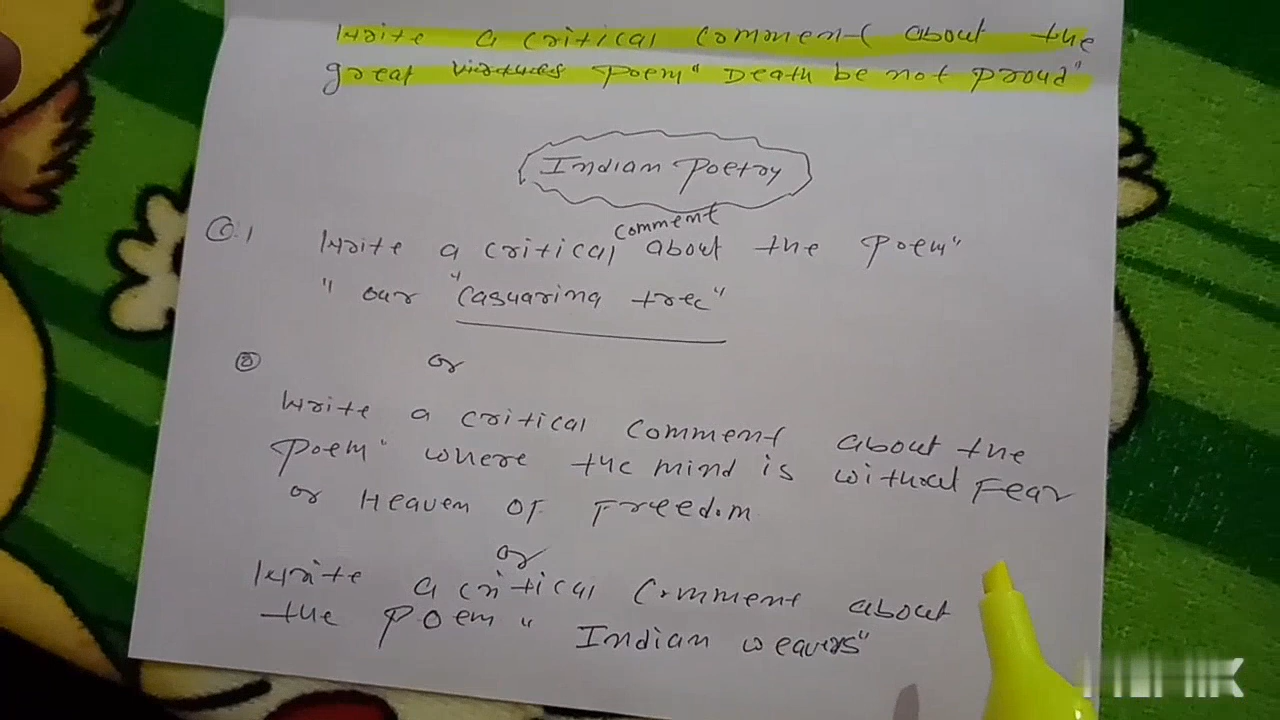 Write a critical comment about the
great virtues poem "Death be not proud"
Indian Poetry
Q.1
comment
Write a critical about the poem"
" our "Casuarina tree"
②
or
Write a critical comment about the
poem" where the mind is without Fear
or Heaven of Freedom
or
Write a critical comment about
the poem " Indian weavers"